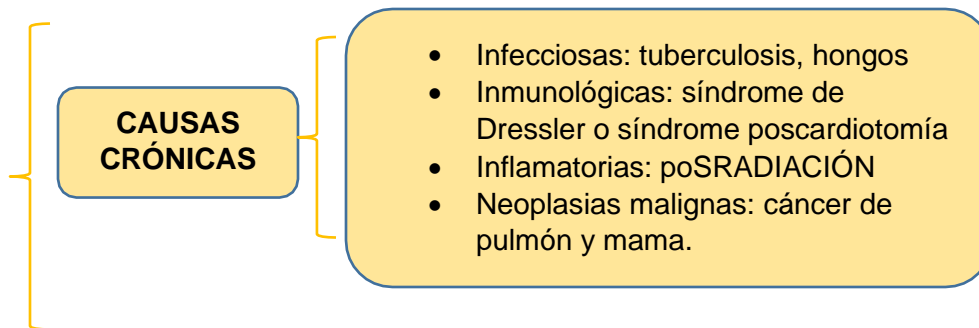 CAUSAS
CRÓNICAS
• Infecciosas: tuberculosis, hongos
• Inmunológicas: síndrome de
Dressler o síndrome poscardiotomía
• Inflamatorias: poSRADIACIÓN
• Neoplasias malignas: cáncer de
pulmón y mama.